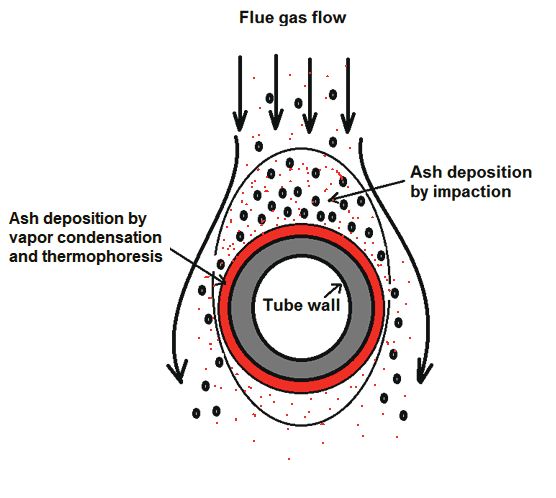 Flue gas flow
Ash deposition
by impaction
Ash deposition by
vapor condensation
and thermophoresis
Tube wall